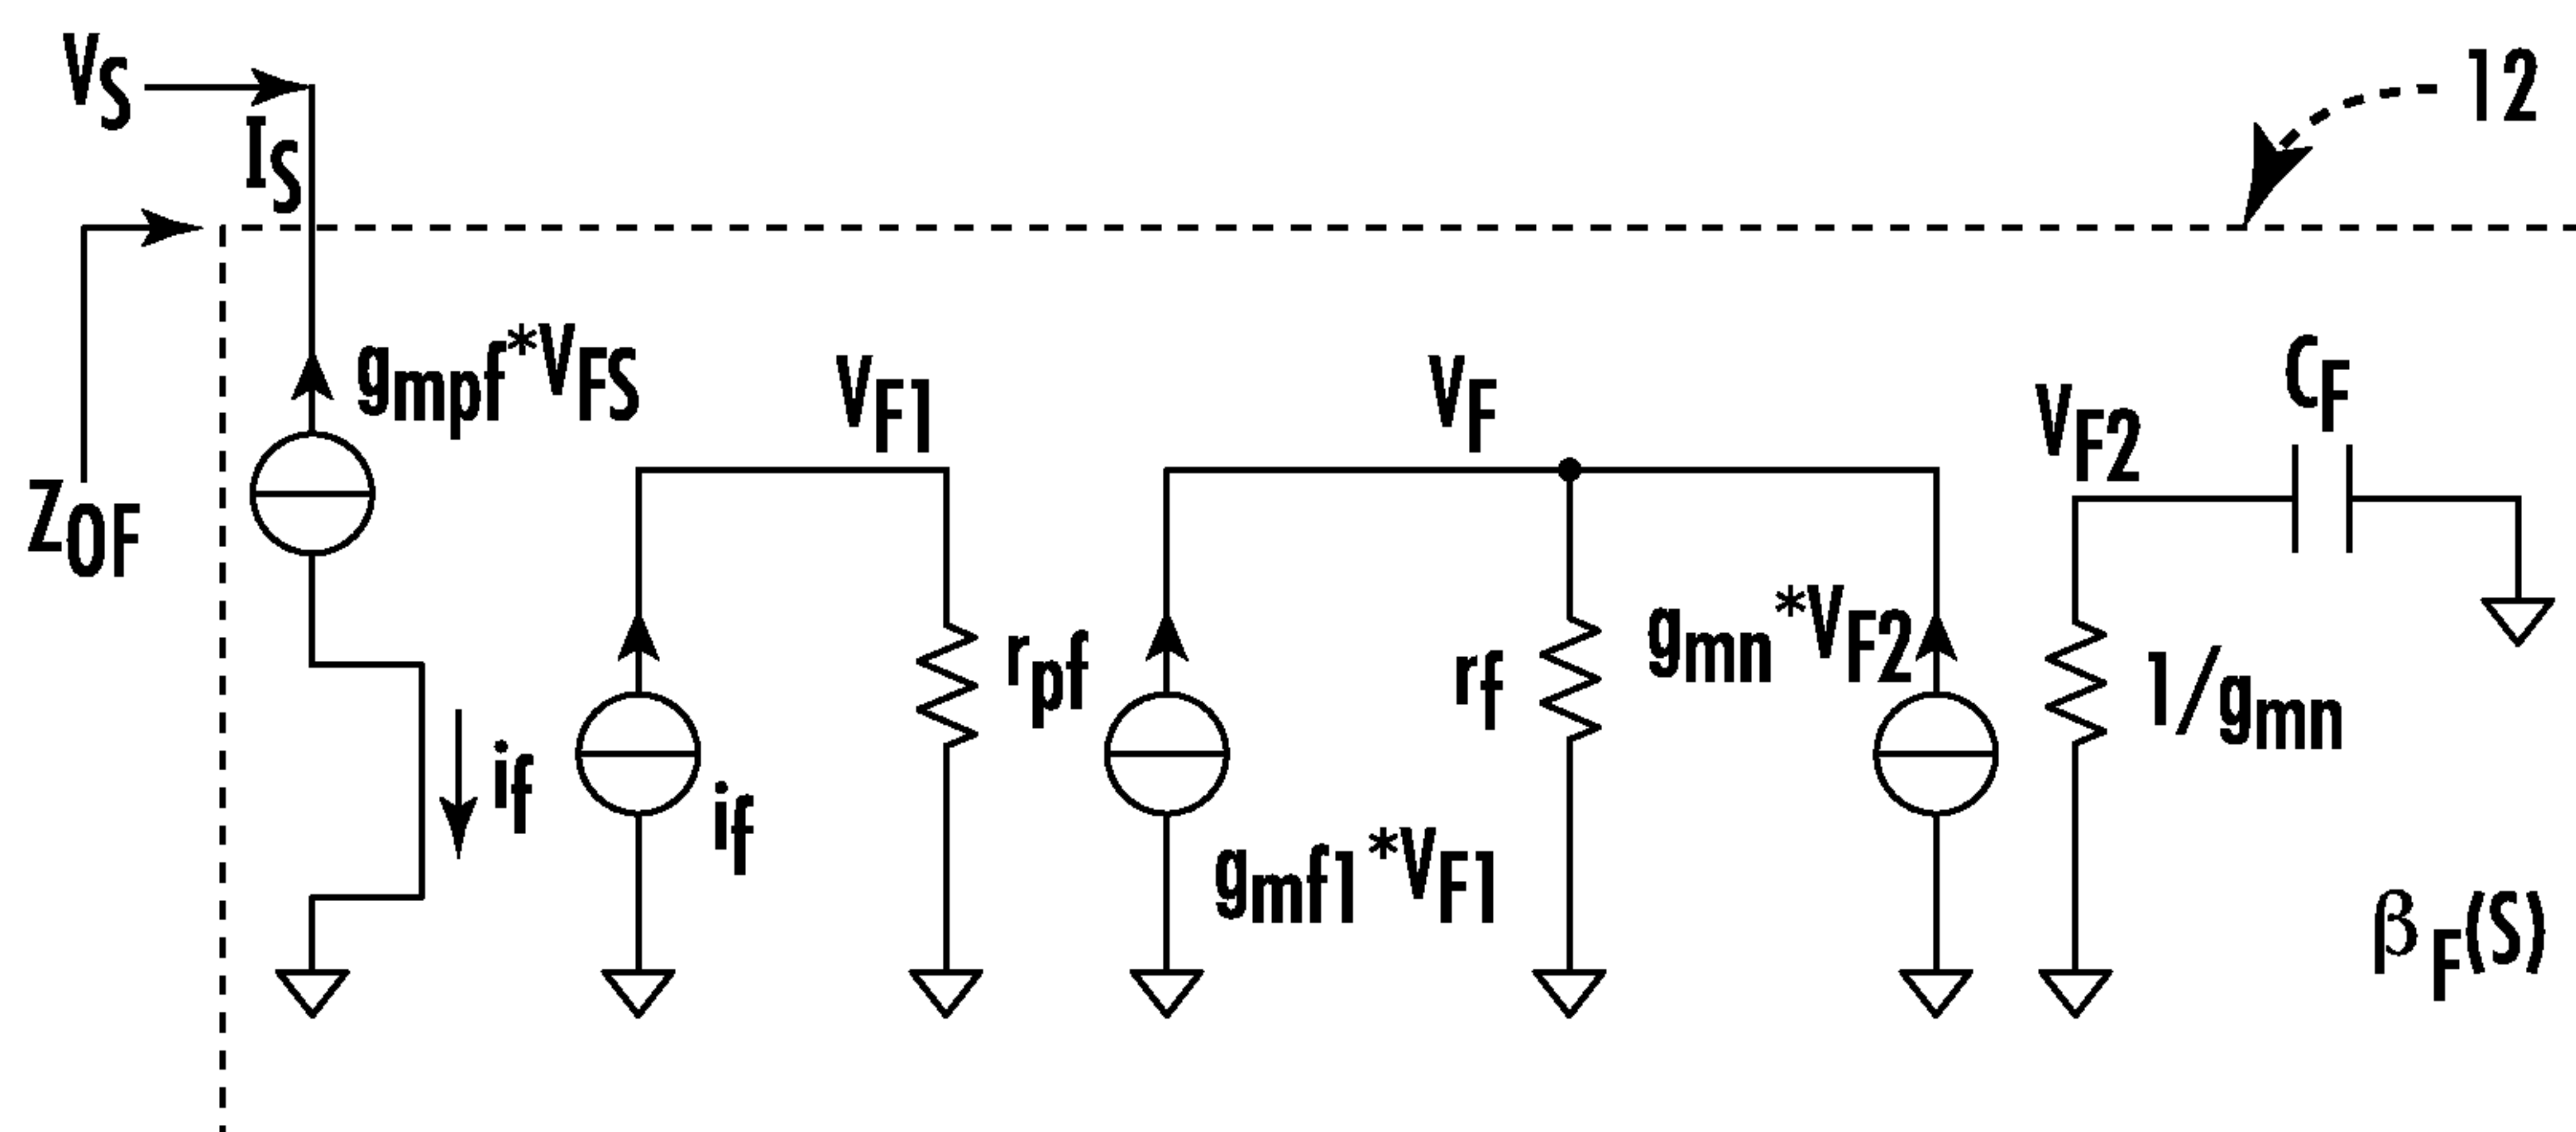 VS
IS
12
ZOF
gmpf*VFS
VF1
VF
VF2
CF
if
if
rpf
gmf1*VF1
rf
gmn*VF2
1/gmn
βF(S)